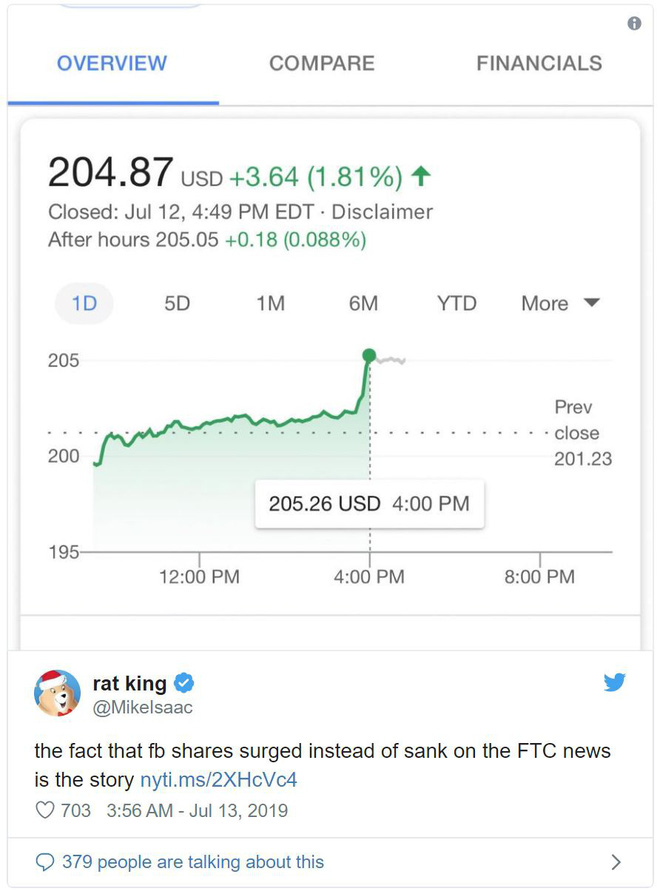 OVERVIEW COMPARE FINANCIALS
204.87 USD +3.64 (1.81%)
Closed: Jul 12, 4:49 PM EDT · Disclaimer
After hours 205.05 +0.18 (0.088%)
1D 5D 1M 6M YTD More
205
Prev
close
201.23
200
205.26 USD 4:00 PM
195
12:00 PM 4:00 PM 8:00 PM
rat king
@MikeIsaac
the fact that fb shares surged instead of sank on the FTC news
is the story nyti.ms/2XHcVc4
703 3:56 AM - Jul 13, 2019
379 people are talking about this